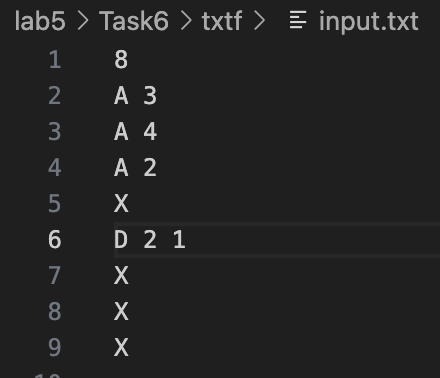 lab5 > Task6 > txtf > input.txt
1 8
2 A 3
3 A 4
4 A 2
5 X
6 D 2 1
7 X
8 X
9 X